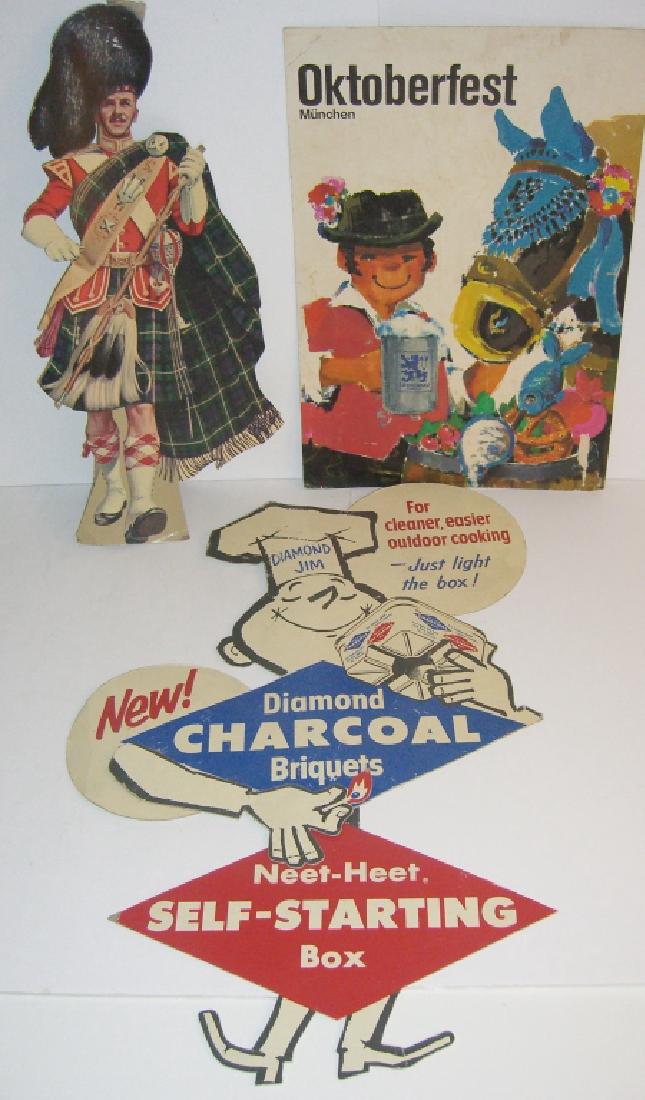 Oktoberfest
München
For
cleaner, easier
outdoor cooking
—Just light
the box!
DIAMOND
JIM
New!
Diamond
CHARCOAL
Briquets
Neet-Heet.
SELF-STARTING
Box